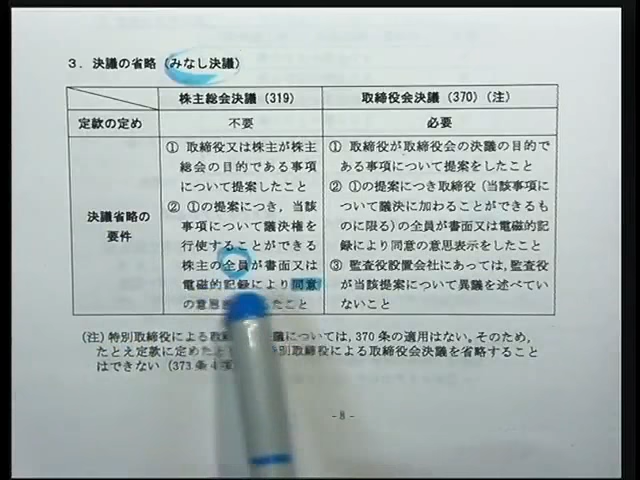 3．決議の省略（みなし決議）
株主総会決議（319） 取締役会決議（370）（注）
定款の定め 不要 必要
決議省略の
要件
① 取締役又は株主が株主
総会の目的である事項
について提案したこと
② ①の提案につき，当該
事項について議決権を
行使することができる
株主の全員が書面又は
電磁的記録により同意
の意思 たこと
① 取締役が取締役会の決議の目的で
ある事項について提案をしたこと
② ①の提案につき取締役（当該事項に
ついて議決に加わることができるもの
に限る）の全員が書面又は電磁的記
録により同意の意思表示をしたこと
③ 監査役設置会社にあっては，監査役
が当該提案について異議を述べてい
ないこと
（注）特別取締役による取 議については，370 条の適用はない。そのため，
たとえ定款に定めたと 別取締役による取締役会決議を省略すること
はできない（373 条 4 項
- 8 -